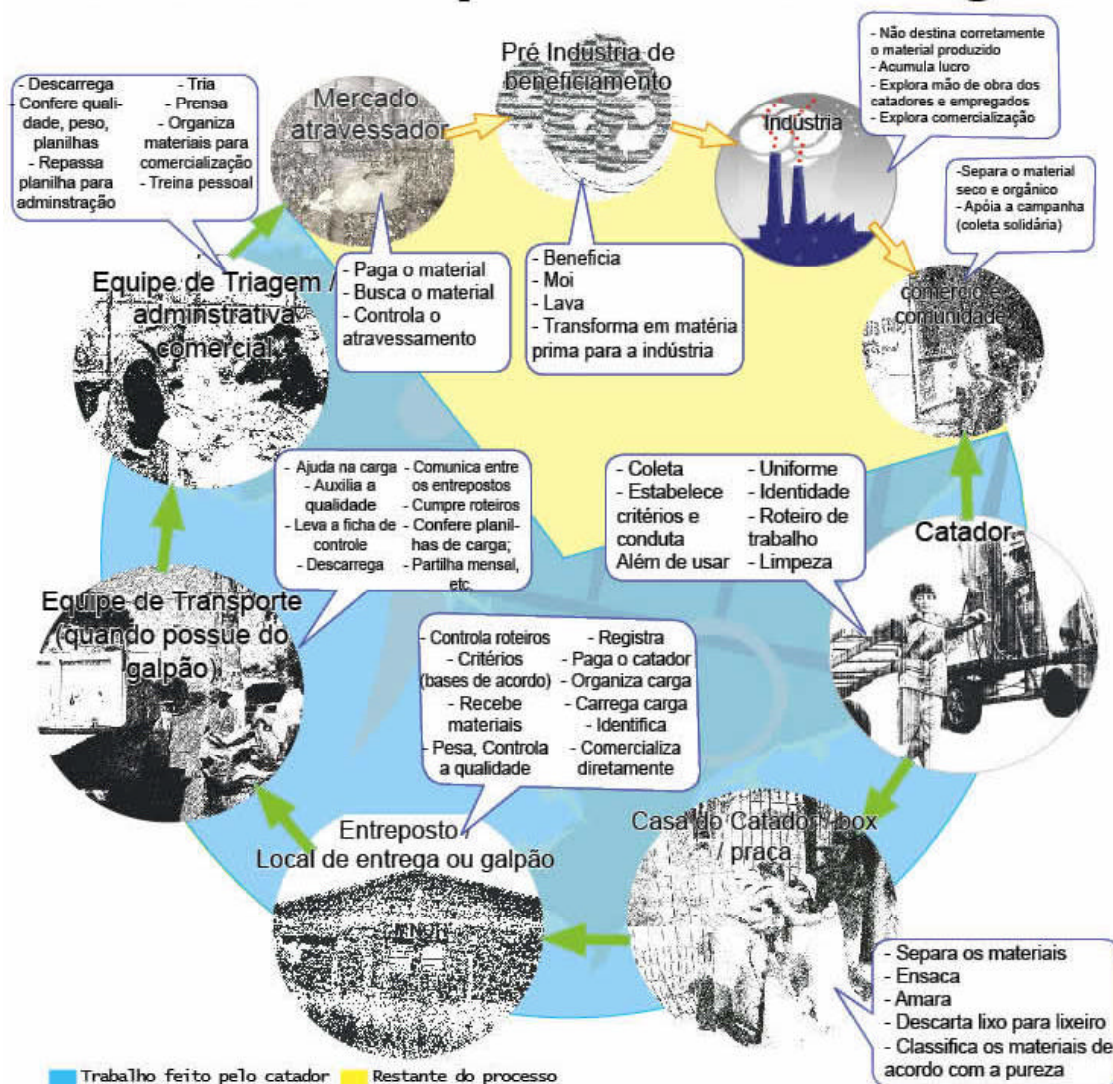 - Não destina corretamente
o material produzido
- Acumula lucro
- Explora mão de obra dos
catadores e empregados
- Explora comercialização
Pré Indústria de
beneficiamento
- Descarrega
- Confere quali-
dade, peso,
planilhas
- Repassa
planilha para
adminstração
- Tria
- Prensa
- Organiza
materiais para
comercialização
- Treina pessoal
Mercado
atravessador
Indústria
-Separa o material
seco e orgânico
- Apóia a campanha
(coleta solidária)
- Paga o material
- Busca o material
- Controla o
atravessamento
- Beneficia
- Moi
- Lava
- Transforma em matéria
prima para a indústria
Equipe de Triagem /
adminstrativa
comercial
comércio e
comunidade
- Ajuda na carga
- Auxilia a
qualidade
- Leva a ficha de
controle
- Descarrega
- Comunica entre
os entrepostos
- Cumpre roteiros
- Confere planil-
has de carga;
- Partilha mensal,
etc.
- Coleta
- Estabelece
critérios e
conduta
Além de usar
- Uniforme
- Identidade
- Roteiro de
trabalho
- Limpeza
Catador
Equipe de Transporte
(quando possue do
galpão)
- Controla roteiros
- Critérios
(bases de acordo)
- Recebe
materiais
- Pesa, Controla
a qualidade
- Registra
- Paga o catador
- Organiza carga
- Carrega carga
- Identifica
- Comercializa
diretamente
Entreposto /
Local de entrega ou galpão
Casa do Catador / box
/ praça
- Separa os materiais
- Ensaca
- Amara
- Descarta lixo para lixeiro
- Classifica os materiais de
acordo com a pureza
Trabalho feito pelo catador
Restante do processo